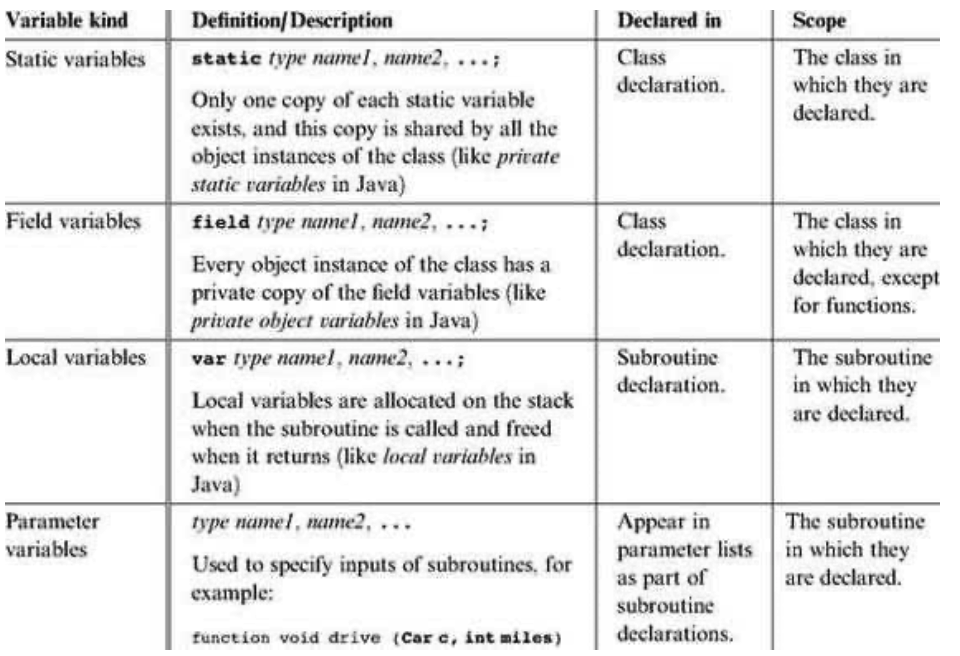 Variable kind Definition/Description Declared in Scope
Static variables static type name1, name2, ...; Class The class in
declaration. which they are
Only one copy of each static variable declared.
exists, and this copy is shared by all the
object instances of the class (like private
static variables in Java)
Field variables field type name1, name2, ...; Class The class in
declaration. which they are
Every object instance of the class has a declared, except
private copy of the field variables (like for functions.
private object variables in Java)
Local variables var type name1, name2, ...; Subroutine The subroutine
declaration. in which they
Local variables are allocated on the stack are declared.
when the subroutine is called and freed
when it returns (like local variables in
Java)
Parameter type name1, name2, ... Appear in The subroutine
variables parameter lists in which they
Used to specify inputs of subroutines, for as part of are declared.
example: subroutine
function void drive (Car c, int miles) declarations.